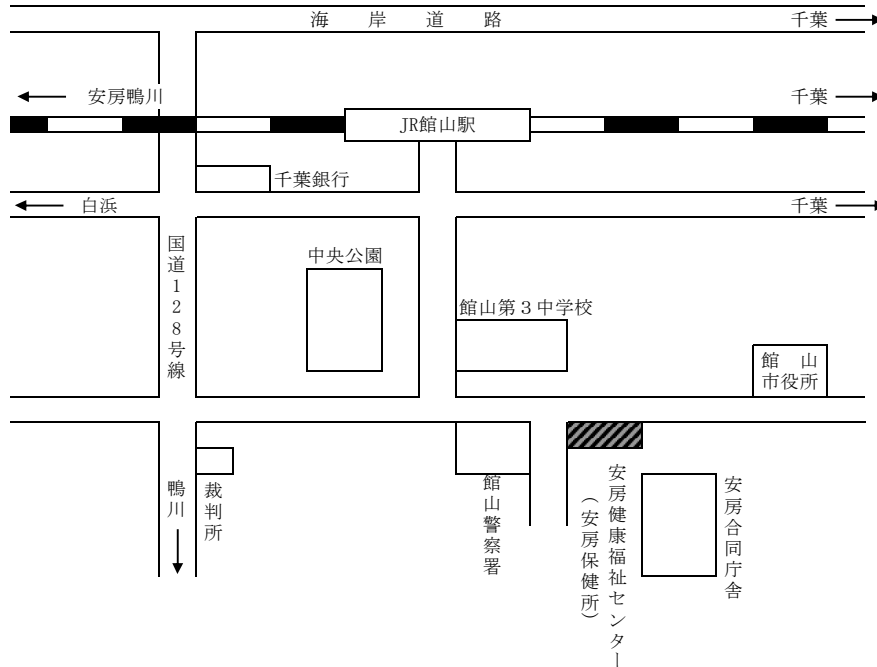 海岸道路
千葉
安房鴨川
千葉
JR館山駅
千葉銀行
白浜
千葉
国道128号線
中央公園
館山第3中学校
館山
市役所
鴨川
裁判所
館山警察署
安房健康福祉センター
（安房保健所）
安房合同庁舎